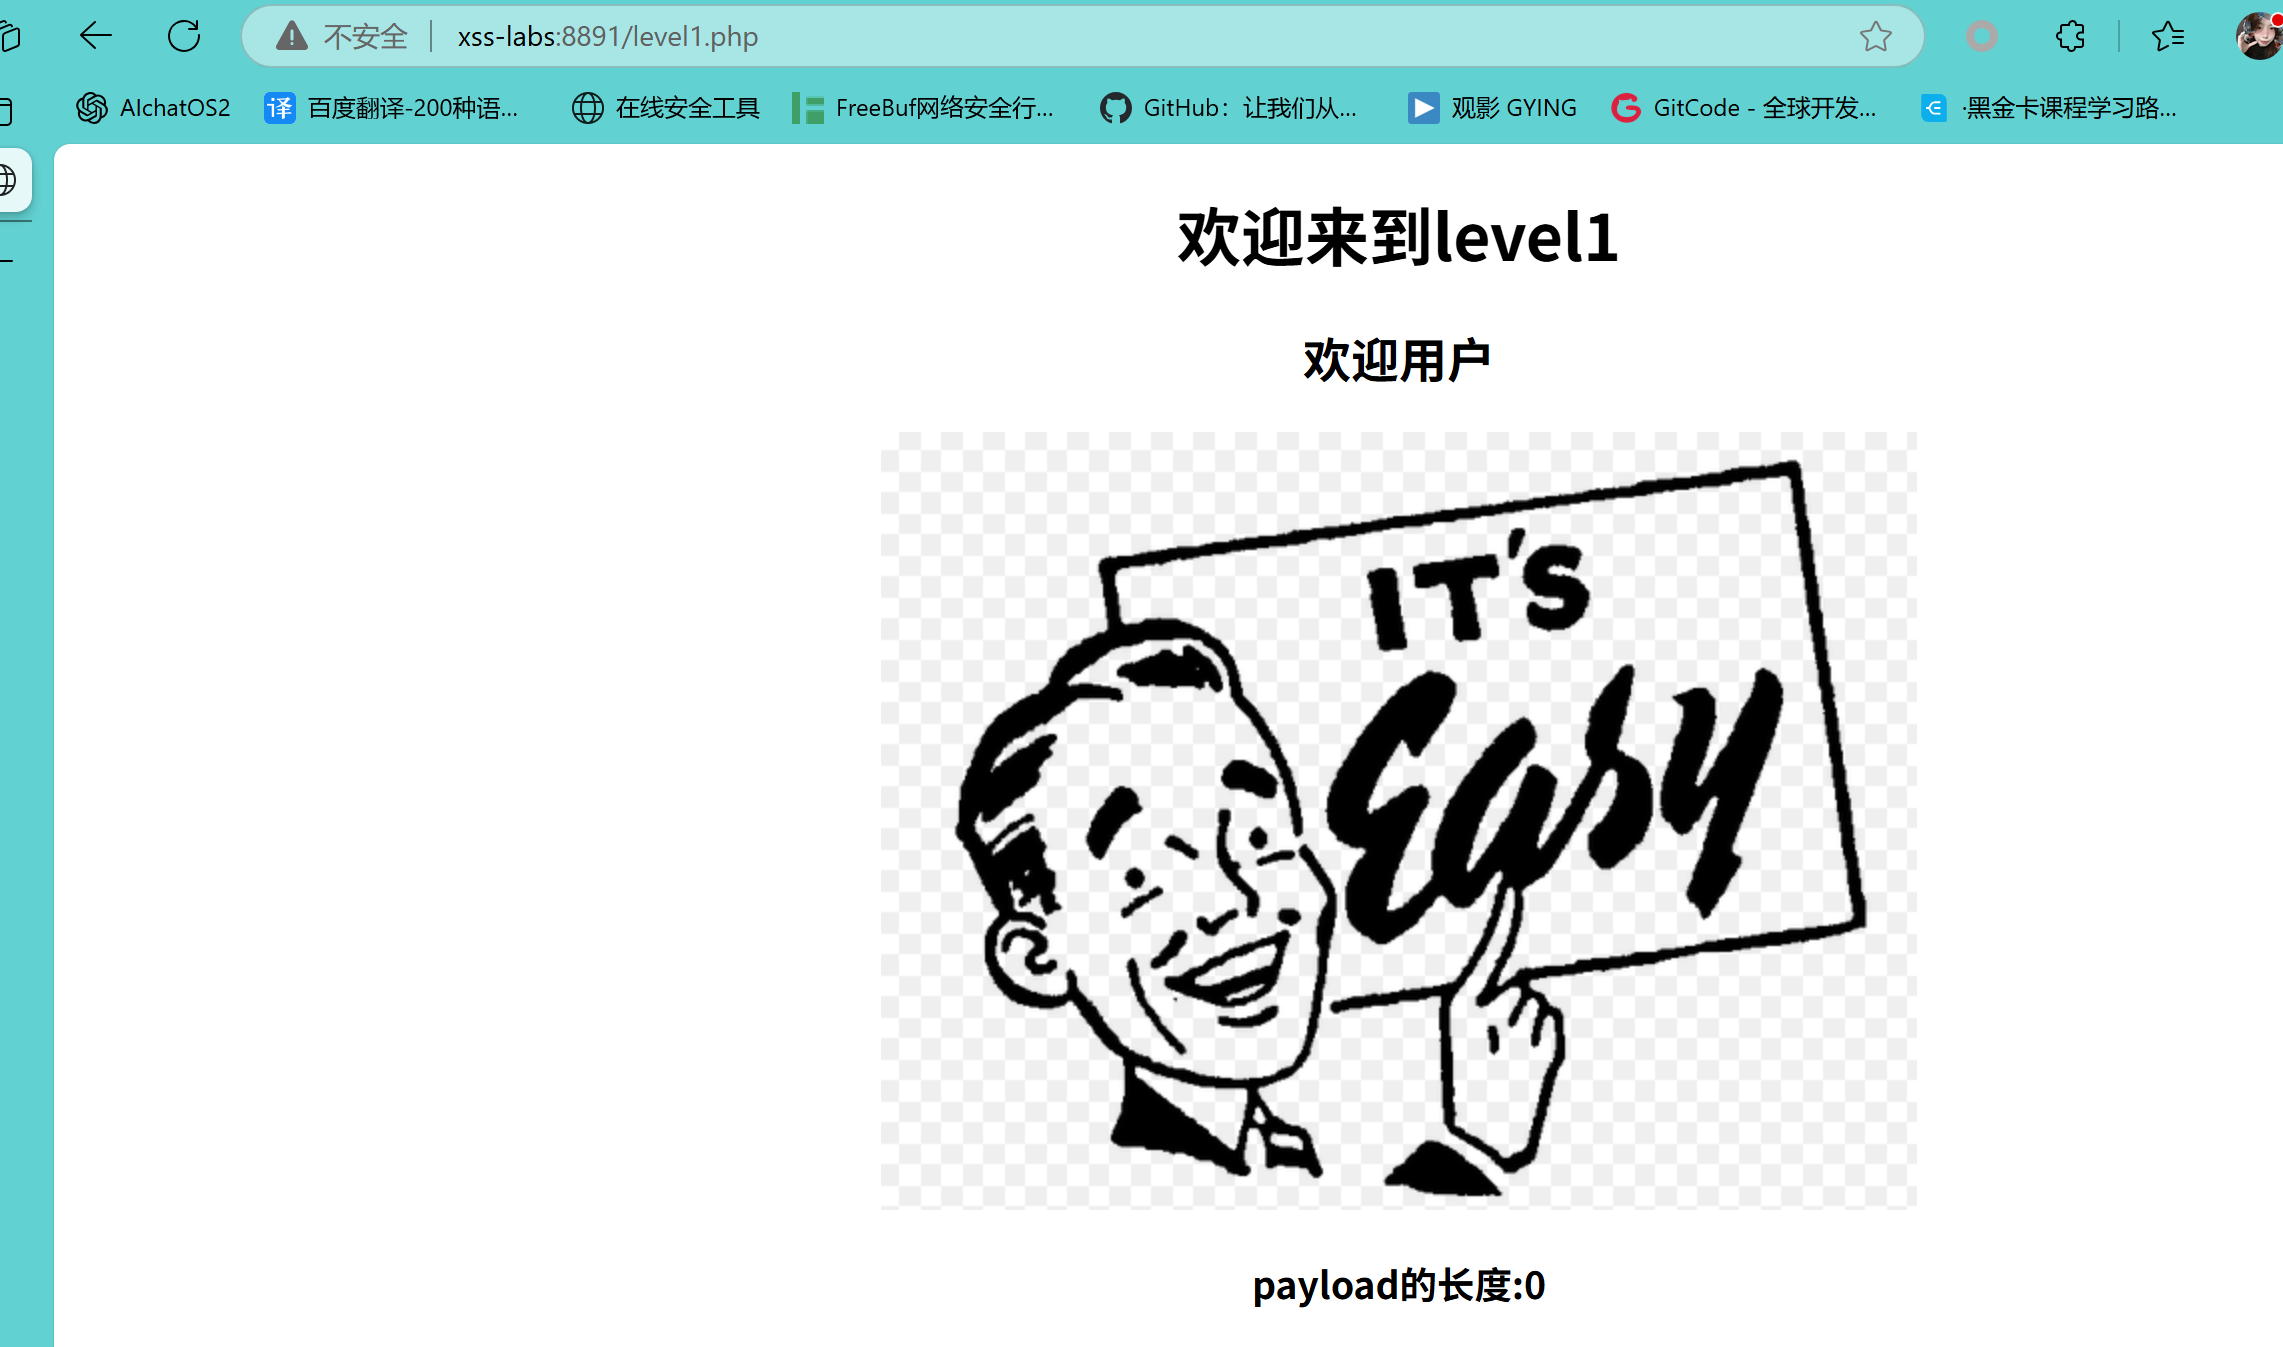 不安全 xss-labs:8891/level1.php
AIchatOS2 百度翻译-200种语... 在线安全工具 FreeBuf网络安全行... GitHub：让我们从... 观影 GYING GitCode - 全球开发... ·黑金卡课程学习路...
欢迎来到level1
欢迎用户
IT'S
Easy
payload的长度:0